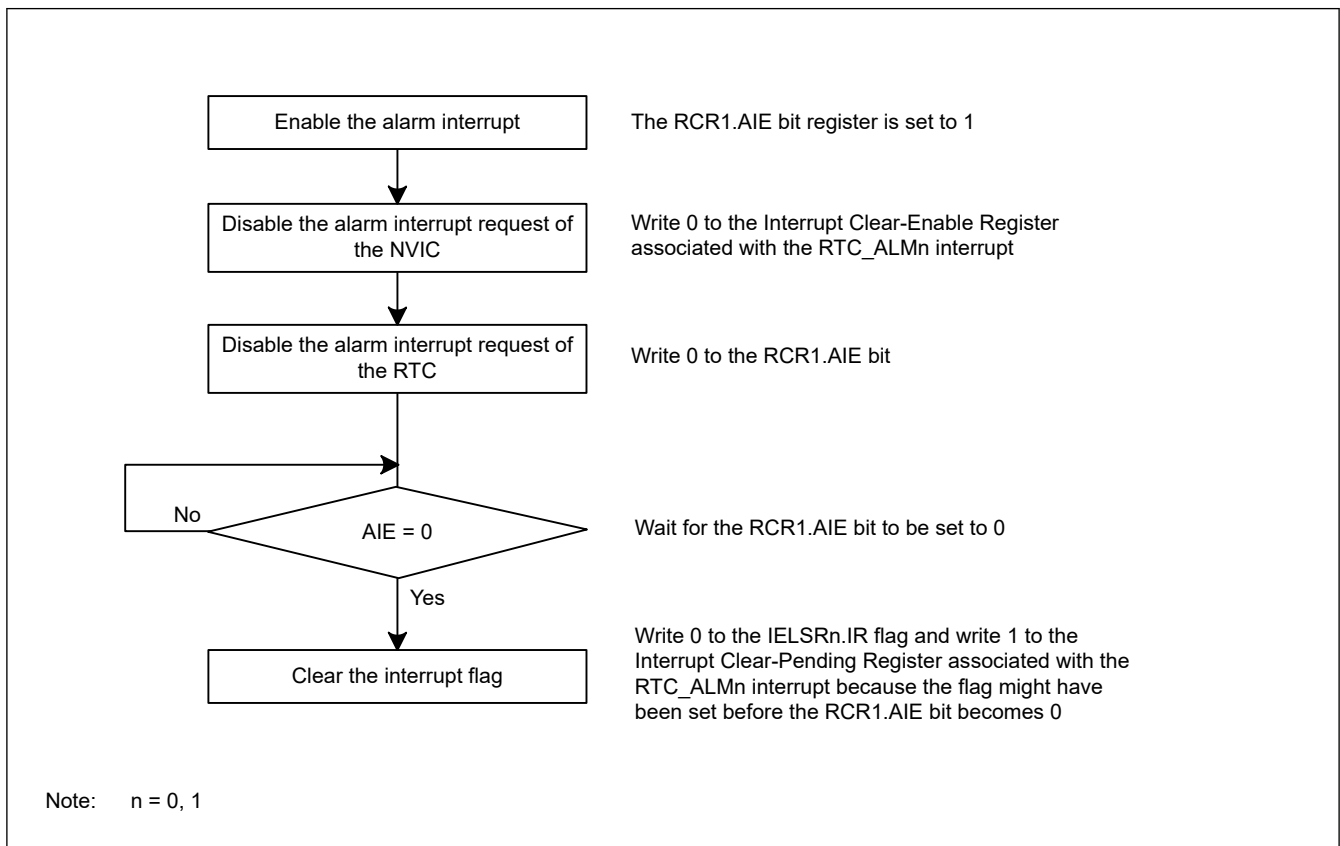 Enable the alarm interrupt
The RCR1.AIE bit register is set to 1
Disable the alarm interrupt request of
the NVIC
Write 0 to the Interrupt Clear-Enable Register
associated with the RTC_ALMn interrupt
Disable the alarm interrupt request of
the RTC
Write 0 to the RCR1.AIE bit
No
AIE = 0
Wait for the RCR1.AIE bit to be set to 0
Yes
Clear the interrupt flag
Write 0 to the IELSRn.IR flag and write 1 to the
Interrupt Clear-Pending Register associated with the
RTC_ALMn interrupt because the flag might have
been set before the RCR1.AIE bit becomes 0
Note: n = 0, 1